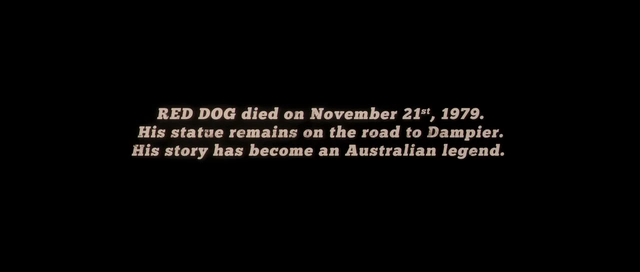 RED DOG died on November 21st, 1979.
His statue remains on the road to Dampier.
His story has become an Australian legend.